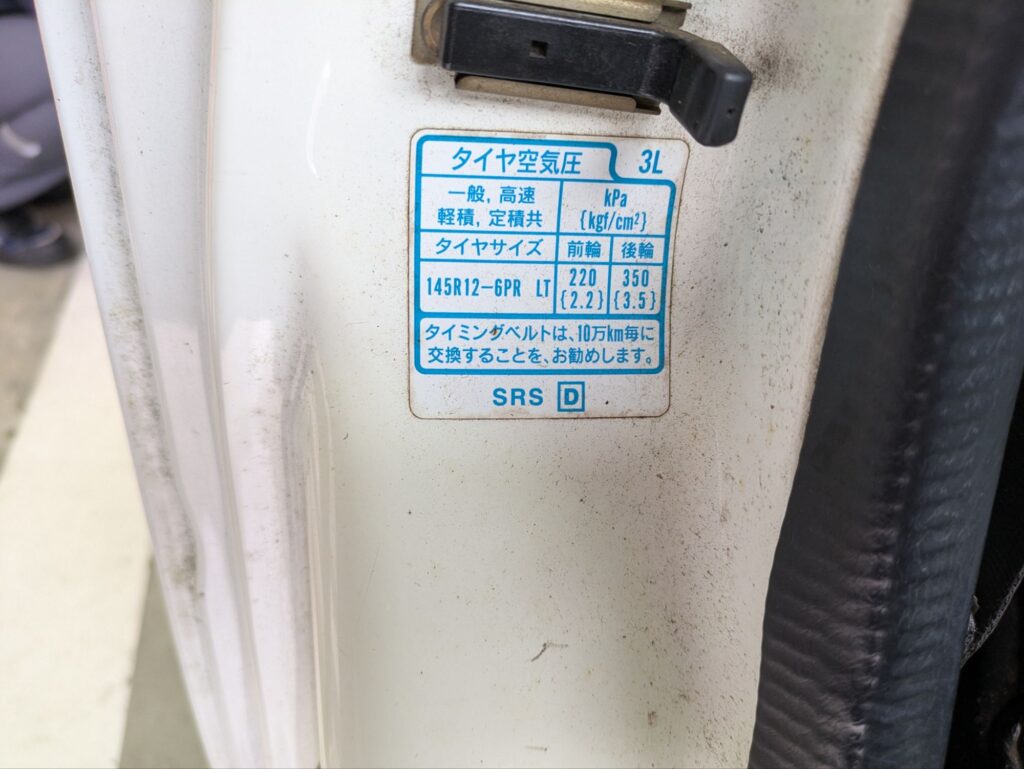 タイヤ空気圧 3L
一般, 高速 kPa
軽積, 定積共 {kgf/cm²}
タイヤサイズ 前輪 後輪
145R12-6PR LT 220 350
{2.2} {3.5}
タイミングベルトは、10万km毎に
交換することを、お勧めします。
SRS D